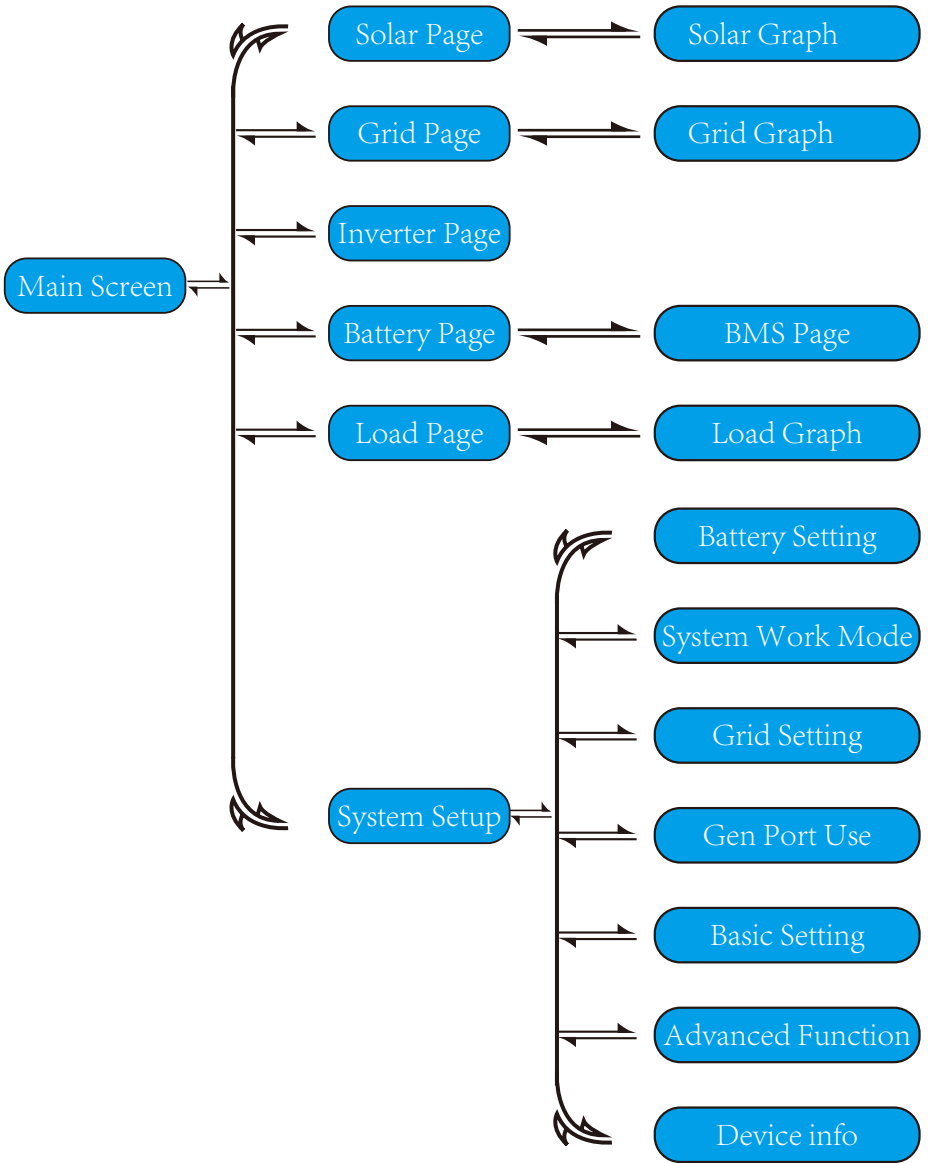 Solar Page
Solar Graph
Grid Page
Grid Graph
Inverter Page
Main Screen
Battery Page
BMS Page
Load Page
Load Graph
Battery Setting
System Work Mode
Grid Setting
System Setup
Gen Port Use
Basic Setting
Advanced Function
Device info